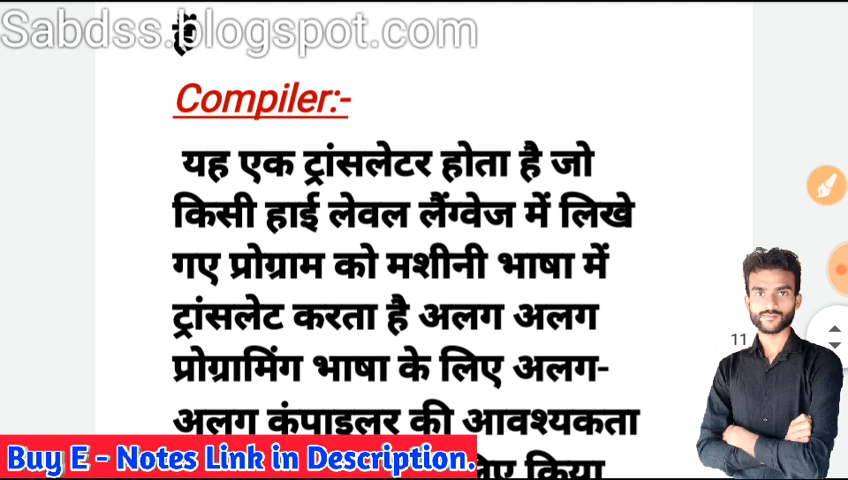 Sabdss.blogspot.com
Compiler:-
यह एक ट्रांसलेटर होता है जो
किसी हाई लेवल लैंग्वेज में लिखे
गए प्रोग्राम को मशीनी भाषा में
ट्रांसलेट करता है अलग अलग
प्रोग्रामिंग भाषा के लिए अलग-
अलग कंपाइलर की आवश्यकता
लिए किया
11
Buy E - Notes Link in Description.